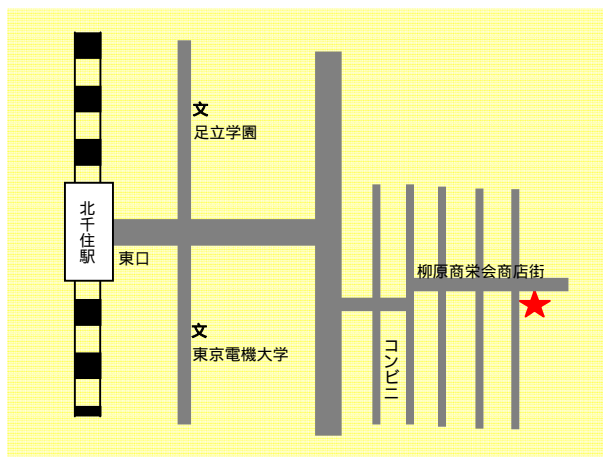 文
足立学園
北千住駅
東口
柳原商栄会商店街
文
東京電機大学
コンビニ